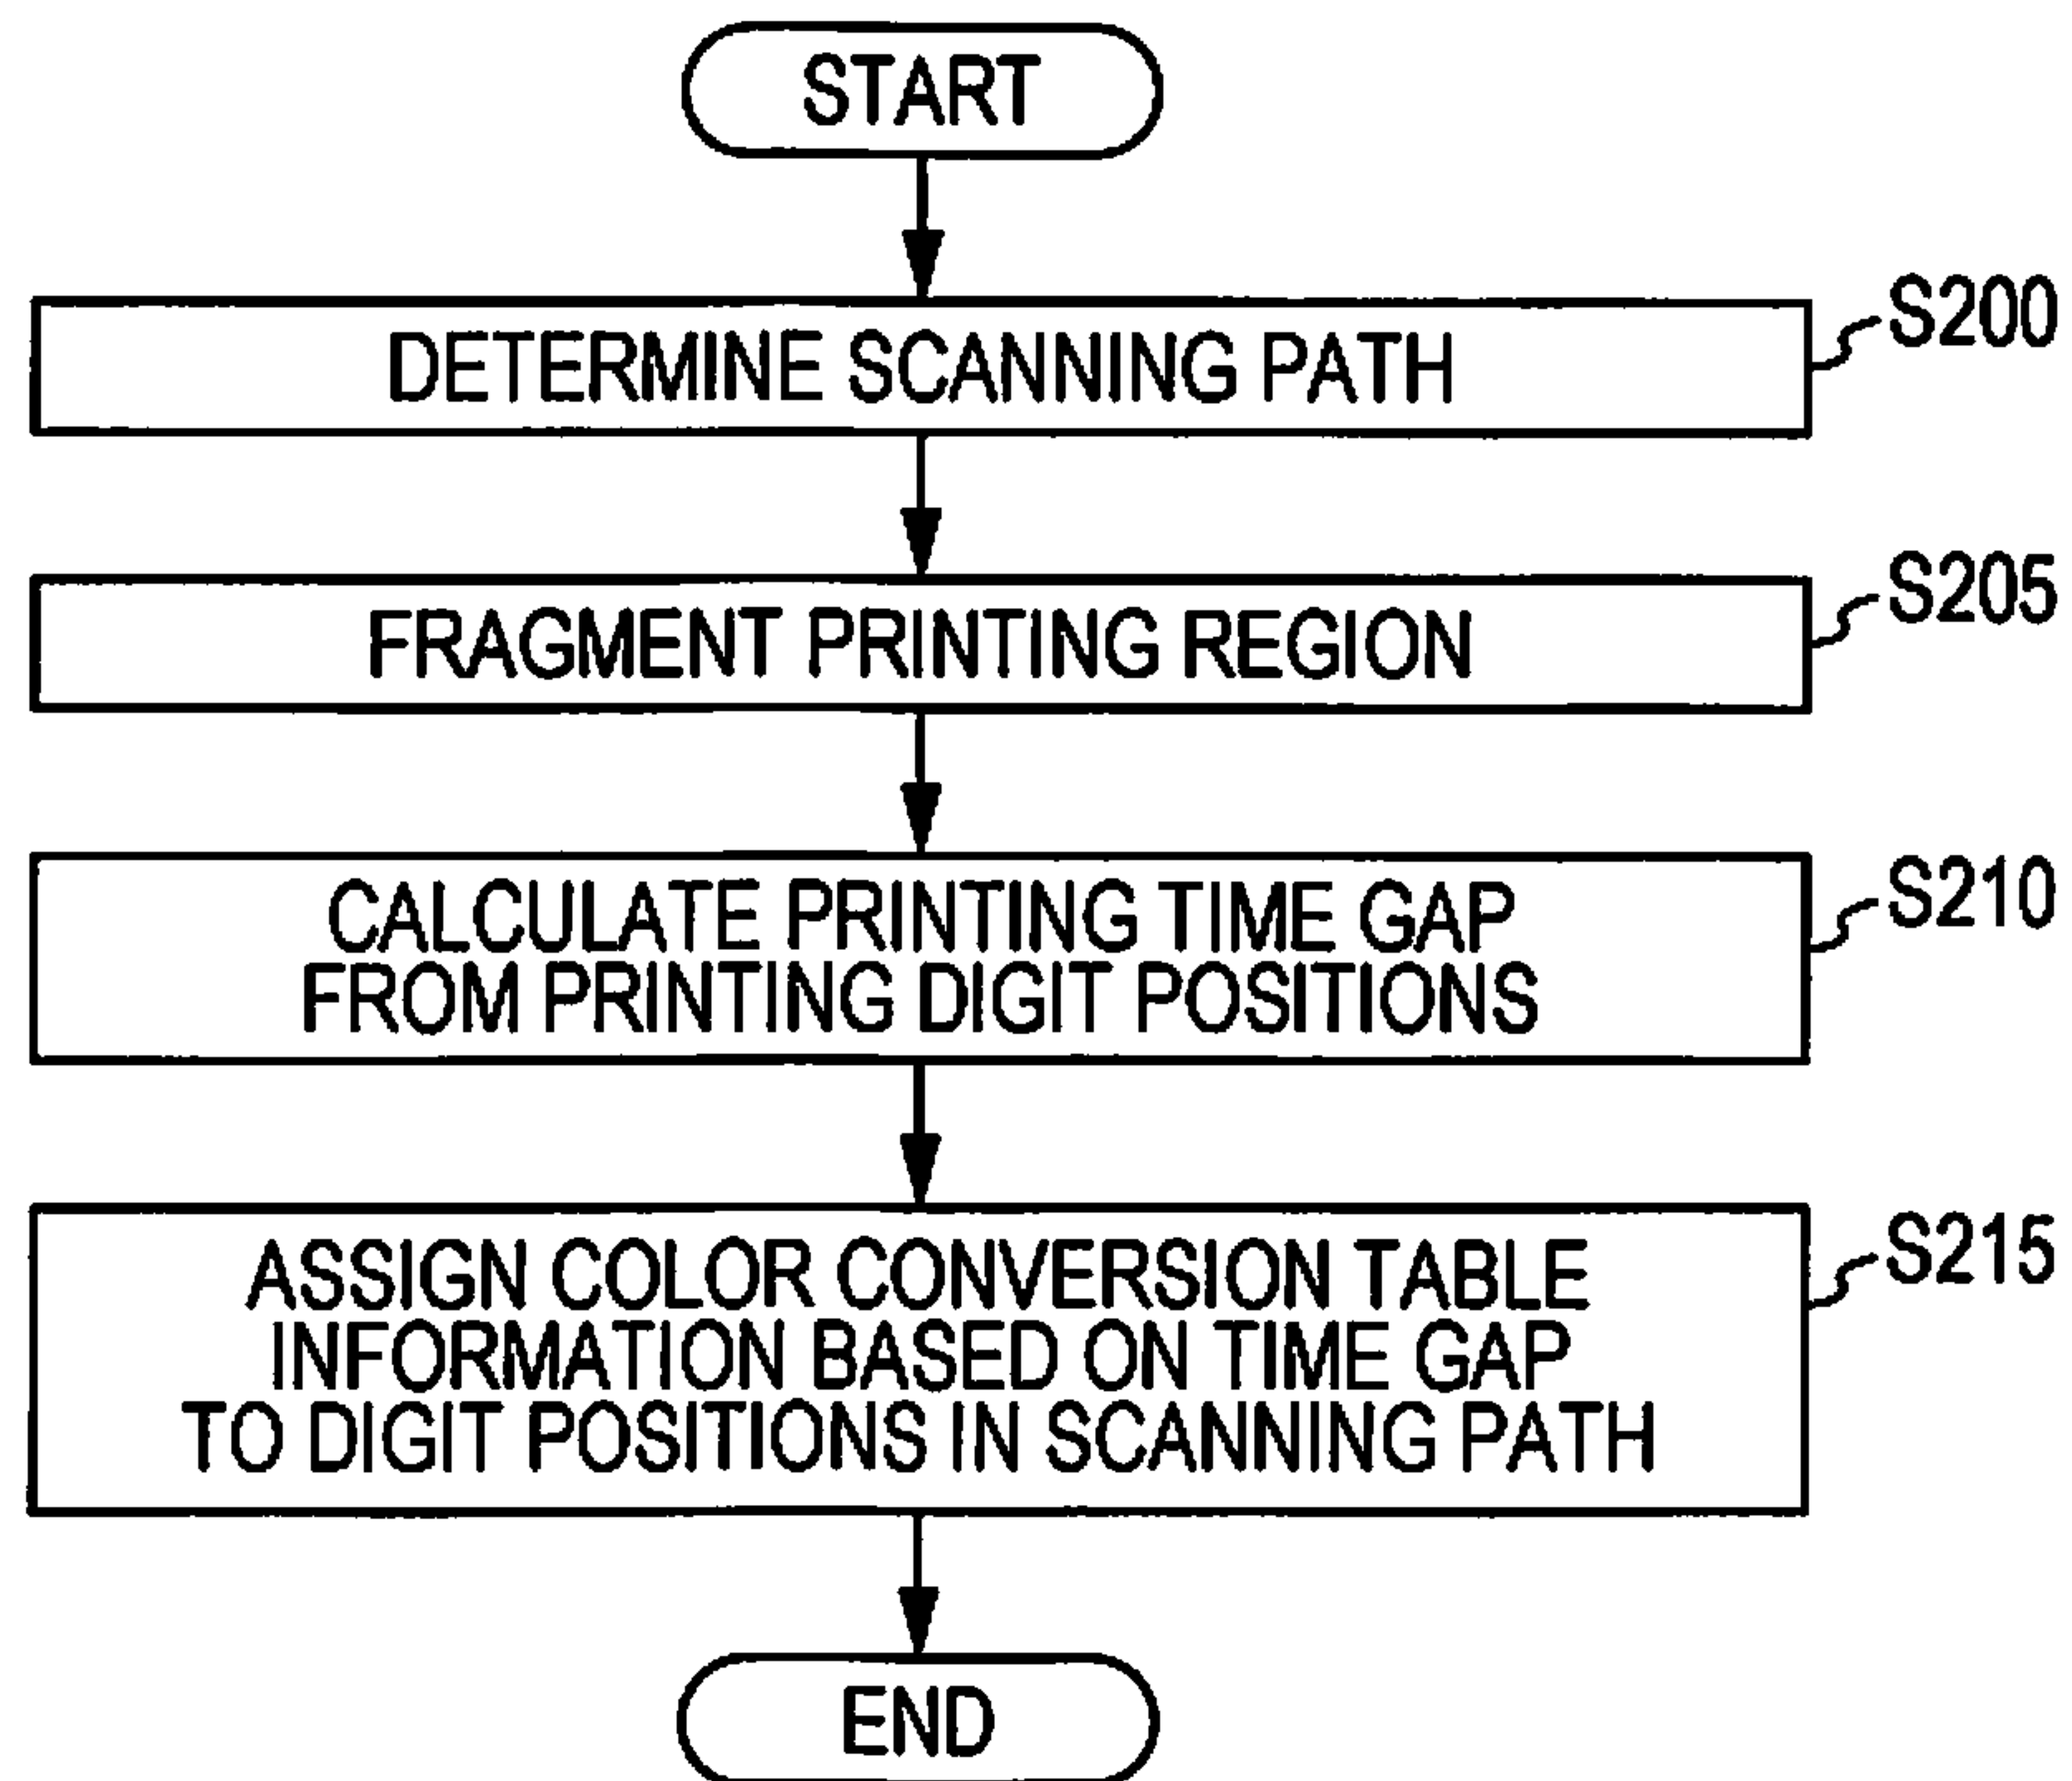 START
DETERMINE SCANNING PATH
S200
FRAGMENT PRINTING REGION
S205
CALCULATE PRINTING TIME GAP
FROM PRINTING DIGIT POSITIONS
S210
ASSIGN COLOR CONVERSION TABLE
INFORMATION BASED ON TIME GAP
TO DIGIT POSITIONS IN SCANNING PATH
S215
END